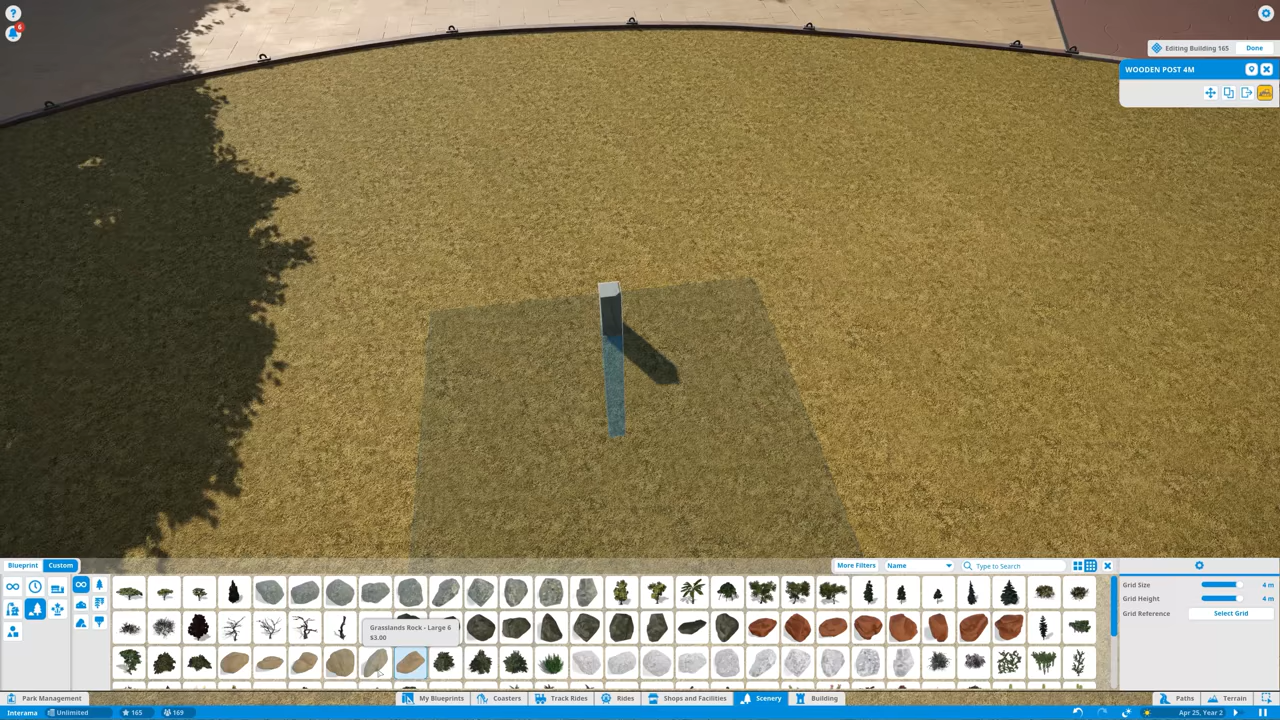 ?
6
Editing Building 165
Done
WOODEN POST 4M
Blueprint
Custom
More Filters
Name
Type to Search
Grid Size
4 m
Grid Height
4 m
Grid Reference
Select Grid
Grasslands Rock - Large 6
$3.00
Park Management
My Blueprints
Coasters
Track Rides
Rides
Shops and Facilities
Scenery
Building
Paths
Terrain
Interama
Unlimited
165
169
Apr 25, Year 2